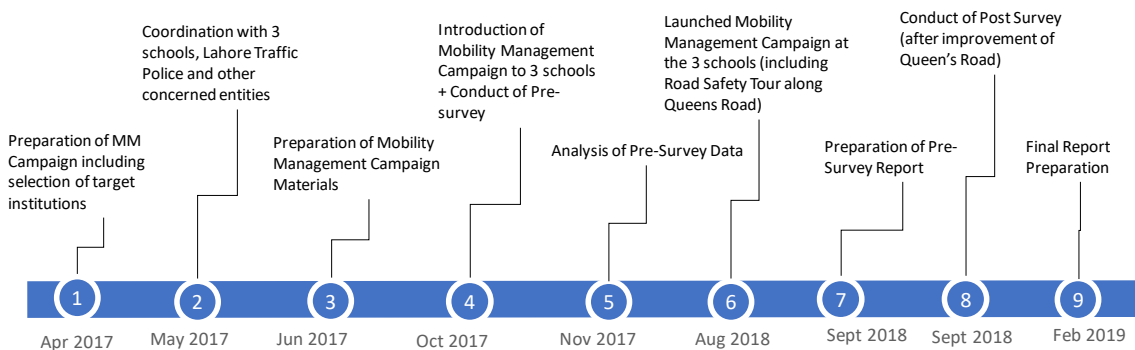 Preparation of MM
Campaign including
selection of target
institutions
Coordination with 3
schools, Lahore Traffic
Police and other
concerned entities
Preparation of Mobility
Management Campaign
Materials
Introduction of
Mobility Management
Campaign to 3 schools
+ Conduct of Pre-
survey
Analysis of Pre-Survey Data
Launched Mobility
Management Campaign at
the 3 schools (including
Road Safety Tour along
Queens Road)
Preparation of Pre-
Survey Report
Conduct of Post Survey
(after improvement of
Queen's Road)
Final Report
Preparation
1
2
3
4
5
6
7
8
9
Apr 2017
May 2017
Jun 2017
Oct 2017
Nov 2017
Aug 2018
Sept 2018
Sept 2018
Feb 2019